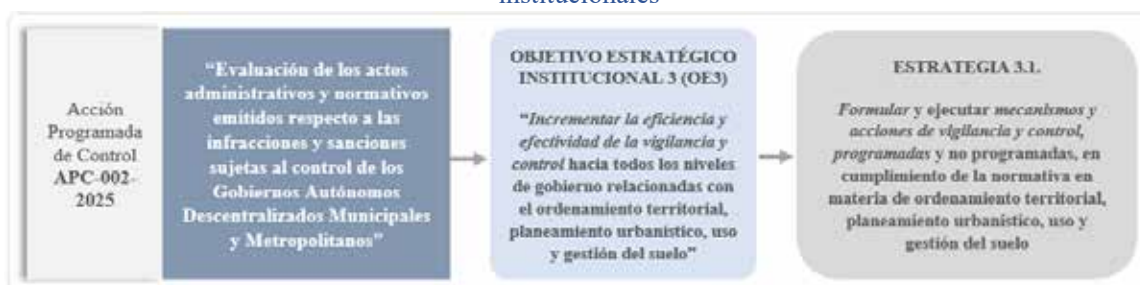 institucionales
Acción
Programada
de Control
APC-002-
2025
“Evaluación de los actos
administrativos y normativos
emitidos respecto a las
infracciones y sanciones
sujetas al control de los
Gobiernos Autónomos
Descentralizados Municipales
y Metropolitanos”
OBJETIVO ESTRATÉGICO
INSTITUCIONAL 3 (OE3)
“Incrementar la eficiencia y
efectividad de la vigilancia y
control hacia todos los niveles
de gobierno relacionadas con
el ordenamiento territorial,
planeamiento urbanístico, uso
y gestión del suelo”
ESTRATEGIA 3.1.
Formular y ejecutar mecanismos y
acciones de vigilancia y control,
programadas y no programadas, en
cumplimiento de la normativa en
materia de ordenamiento territorial,
planeamiento urbanístico, uso y
gestión del suelo